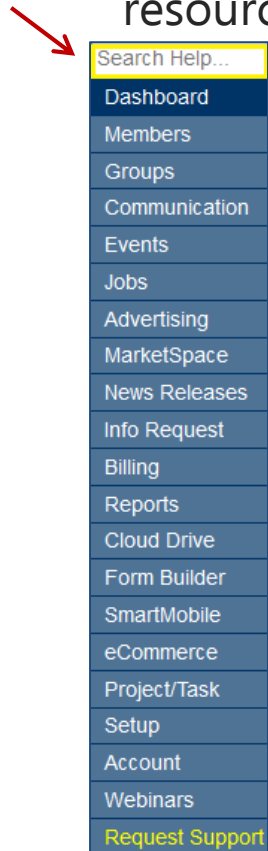 resourc
Search Help...
Dashboard
Members
Groups
Communication
Events
Jobs
Advertising
MarketSpace
News Releases
Info Request
Billing
Reports
Cloud Drive
Form Builder
SmartMobile
eCommerce
Project/Task
Setup
Account
Webinars
Request Support